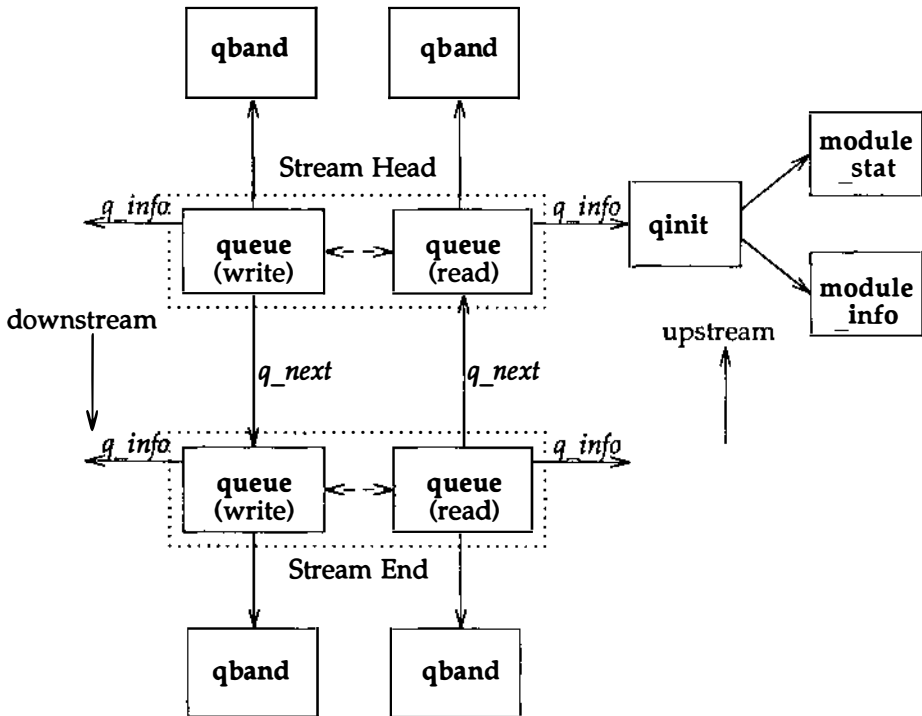 qband
qband
module
_stat
Stream Head
q_info
q_info
qinit
queue
(write)
queue
(read)
module
_info
downstream
upstream
q_next
q_next
q_info
q_info
queue
(write)
queue
(read)
Stream End
qband
qband